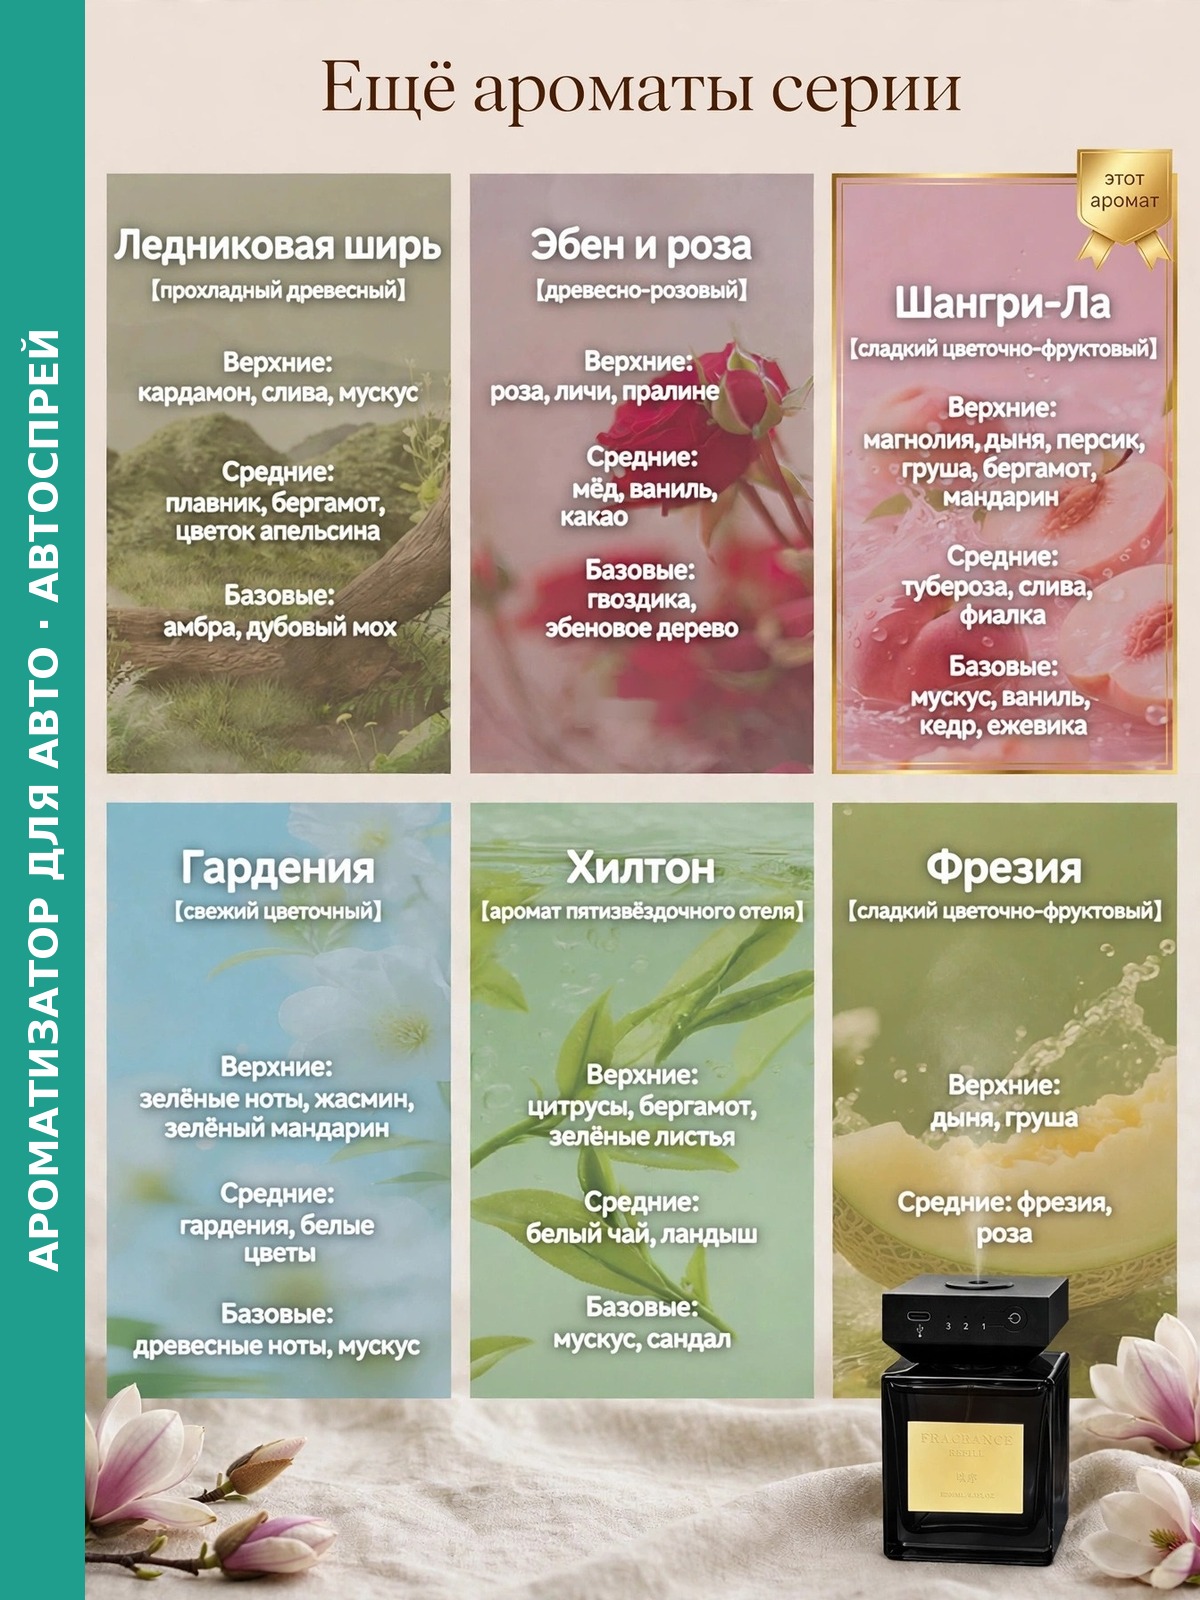 Ещё ароматы серии
АРОМАТИЗАТОР ДЛЯ АВТО · АВТОСПРЕЙ
Ледниковая ширь
【прохладный древесный】
Верхние:
кардамон, слива, мускус
Средние:
плавник, бергамот,
цветок апельсина
Базовые:
амбра, дубовый мох
Эбен и роза
【древесно-розовый】
Верхние:
роза, личи, пралине
Средние:
мёд, ваниль,
какао
Базовые:
гвоздика,
эбеновое дерево
этот
аромат
Шангри-Ла
【сладкий цветочно-фруктовый】
Верхние:
магнолия, дыня, персик,
груша, бергамот,
мандарин
Средние:
тубероза, слива,
фиалка
Базовые:
мускус, ваниль,
кедр, ежевика
Гардения
【свежий цветочный】
Верхние:
зелёные ноты, жасмин,
зелёный мандарин
Средние:
гардения, белые
цветы
Базовые:
древесные ноты, мускус
Хилтон
【аромат пятизвёздочного отеля】
Верхние:
цитрусы, бергамот,
зелёные листья
Средние:
белый чай, ландыш
Базовые:
мускус, сандал
Фрезия
【сладкий цветочно-фруктовый】
Верхние:
дыня, груша
Средние: фрезия,
роза
3 2 1
FRAGRANCE
REFILL